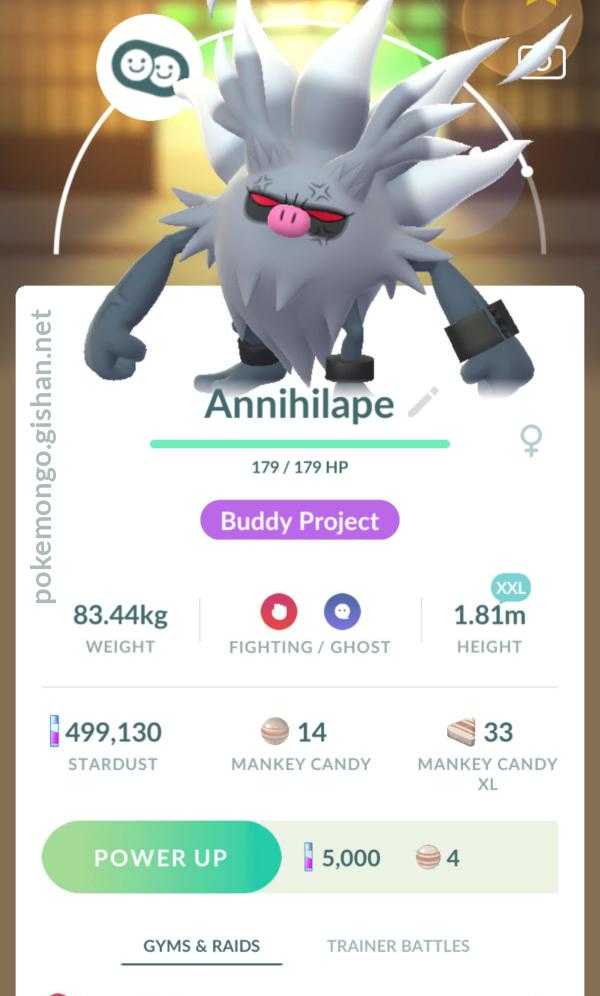 pokemongo.gishan.net
Annihilape
179 / 179 HP
Buddy Project
XXL
83.44kg
WEIGHT
FIGHTING / GHOST
1.81m
HEIGHT
499,130
STARDUST
14
MANKEY CANDY
33
MANKEY CANDY
XL
POWER UP
5,000
4
GYMS & RAIDS
TRAINER BATTLES